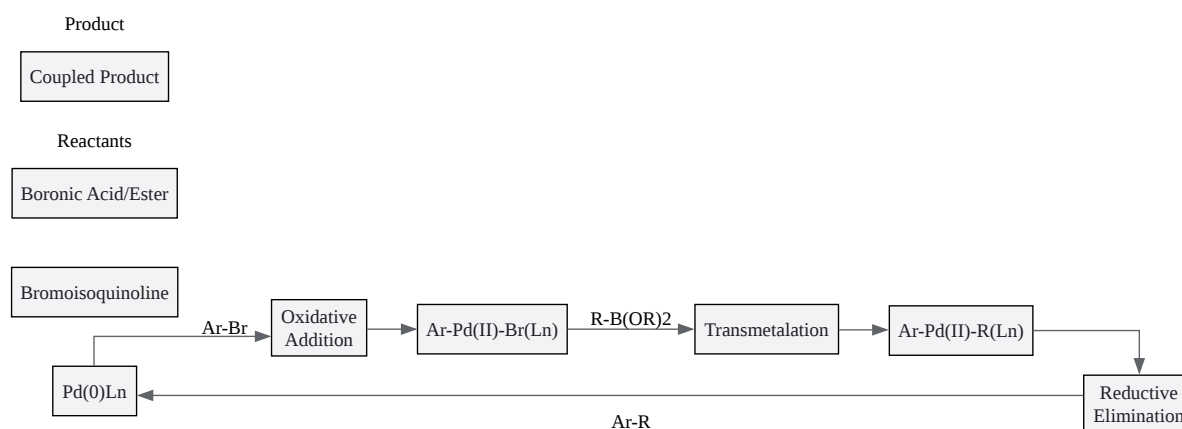 Product
Coupled Product
Reactants
Boronic Acid/Ester
Bromoisoquinoline
Ar-Br
Oxidative
Addition
Ar-Pd(II)-Br(Ln)
R-B(OR)2
Transmetalation
Ar-Pd(II)-R(Ln)
Pd(0)Ln
Reductive
Elimination
Ar-R